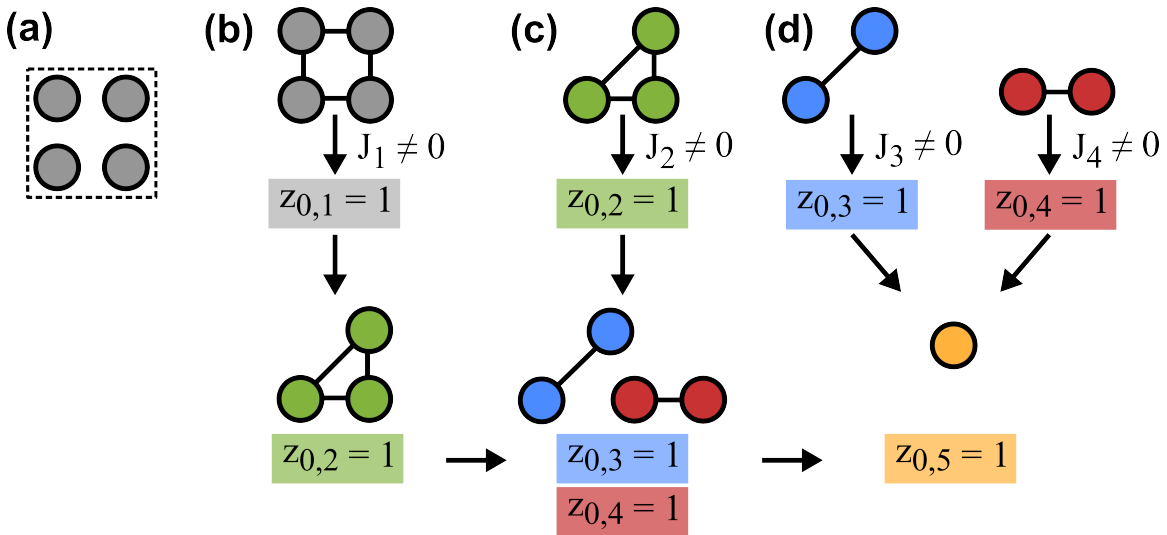 (a)
(b)
(c)
(d)
J₁ ≠ 0
J₂ ≠ 0
J₃ ≠ 0
J₄ ≠ 0
z₀,₁ = 1
z₀,₂ = 1
z₀,₃ = 1
z₀,₄ = 1
z₀,₂ = 1
z₀,₃ = 1
z₀,₅ = 1
z₀,₄ = 1